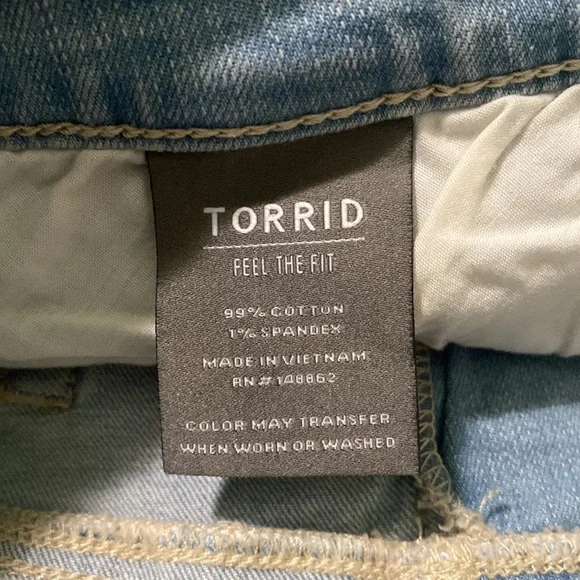 TORRID
FEEL THE FIT
99% COTTON
1% SPANDEX
MADE IN VIETNAM
RN# 148862
COLOR MAY TRANSFER
WHEN WORN OR WASHED